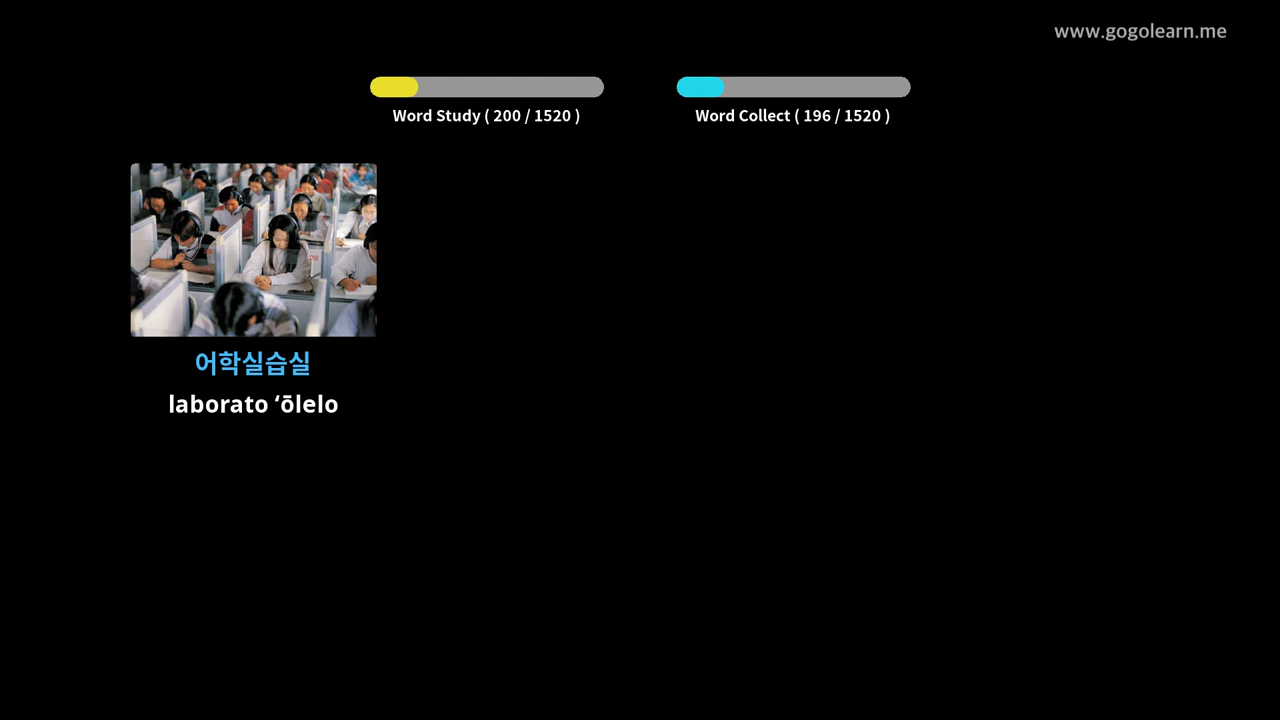 www.gogolearn.me
Word Study ( 200 / 1520 )
Word Collect ( 196 / 1520 )
어학실습실
laborato ʻōlelo